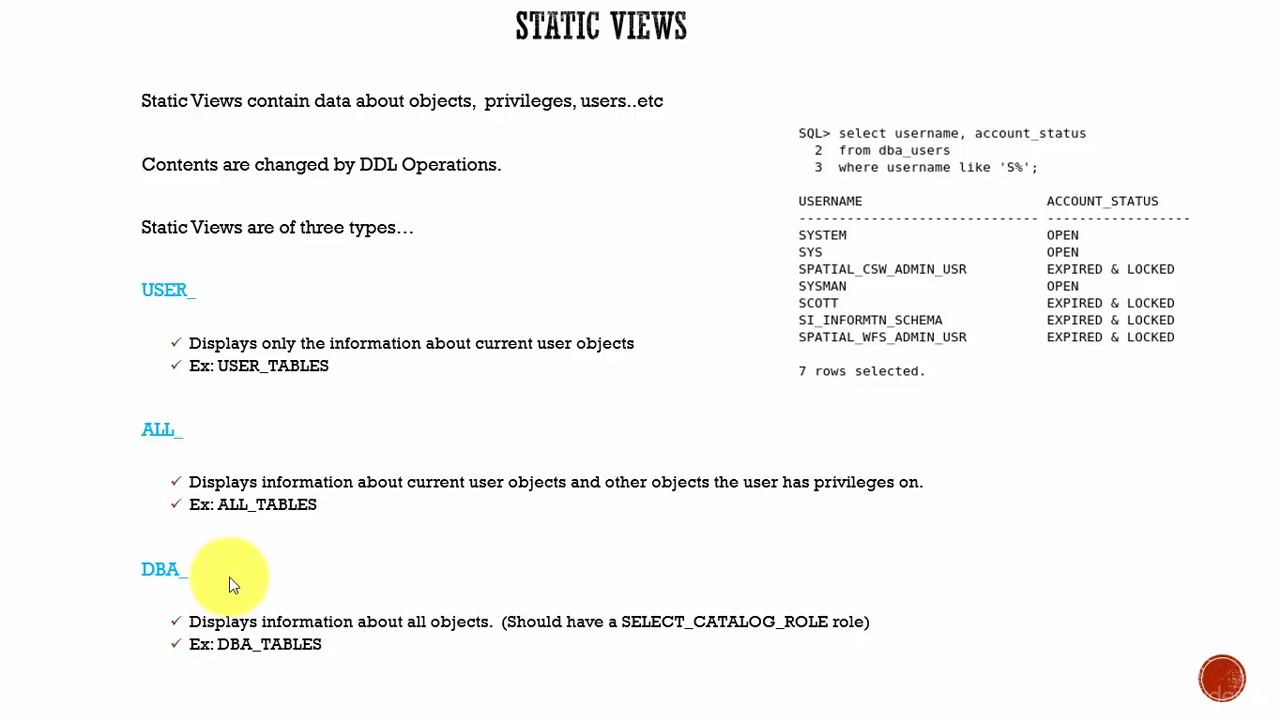 STATIC VIEWS
Static Views contain data about objects,  privileges, users..etc
Contents are changed by DDL Operations.
Static Views are of three types…
USER_
✓ Displays only the information about current user objects
✓ Ex: USER_TABLES
ALL_
✓ Displays information about current user objects and other objects the user has privileges on.
✓ Ex: ALL_TABLES
DBA_
✓ Displays information about all objects.  (Should have a SELECT_CATALOG_ROLE role)
✓ Ex: DBA_TABLES
SQL> select username, account_status
  2  from dba_users
  3  where username like 'S%';
USERNAME                       ACCOUNT_STATUS
------------------------------ ------------------
SYSTEM                         OPEN
SYS                            OPEN
SPATIAL_CSW_ADMIN_USR          EXPIRED & LOCKED
SYSMAN                         OPEN
SCOTT                          EXPIRED & LOCKED
SI_INFORMTN_SCHEMA             EXPIRED & LOCKED
SPATIAL_WFS_ADMIN_USR          EXPIRED & LOCKED
7 rows selected.